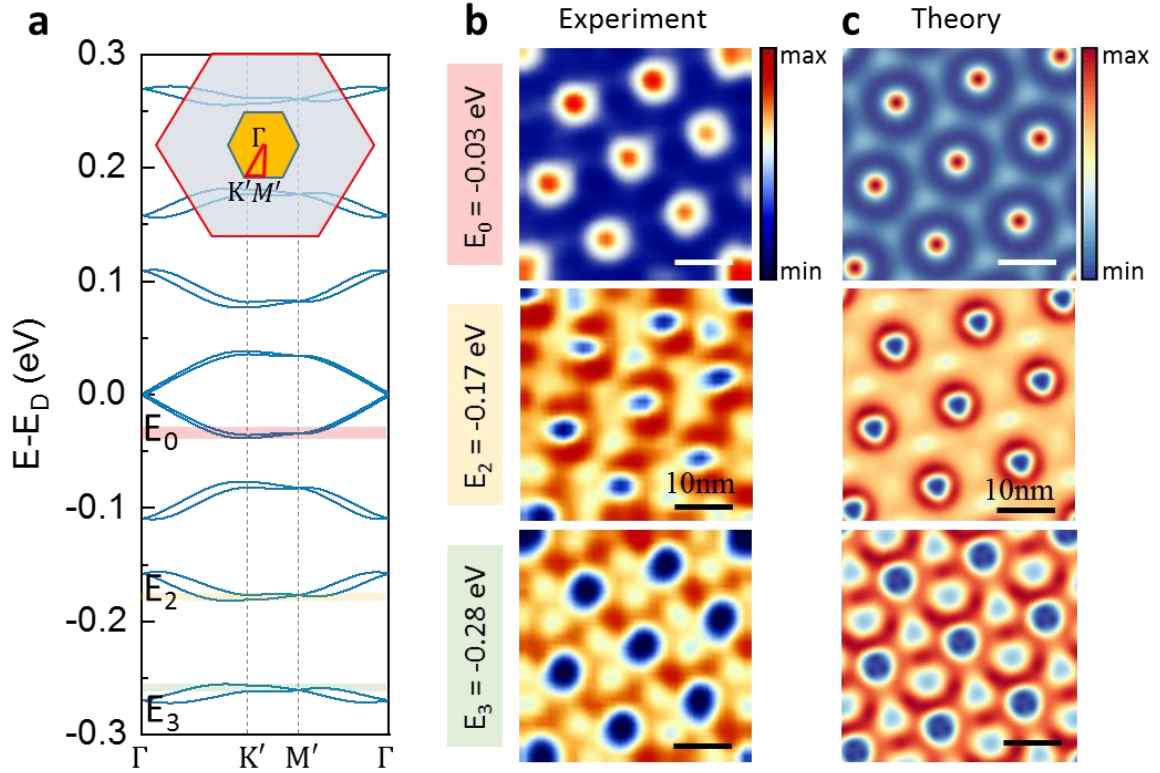 a
b Experiment
c Theory
E-E_D (eV)
0.3
0.2
0.1
0.0
-0.1
-0.2
-0.3
Γ
K′ M′
E_0
E_2
E_3
Γ K′ M′ Γ
E_0 = -0.03 eV
E_2 = -0.17 eV
E_3 = -0.28 eV
max
min
max
min
10nm
10nm